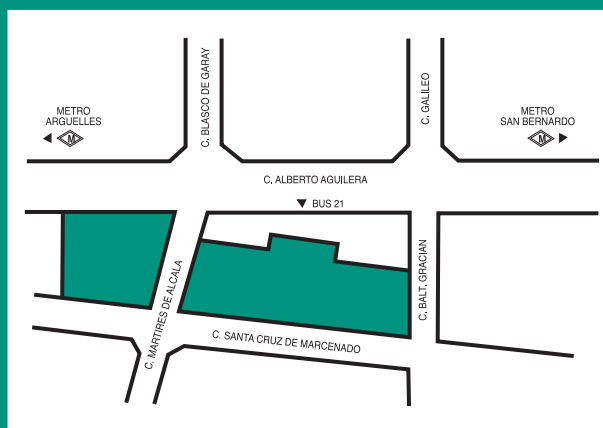 C. BLASCO DE GARAY
C. GALILEO
METRO
ARGUELLES
M
METRO
SAN BERNARDO
M
C. ALBERTO AGUILERA
BUS 21
C. MARTIRES DE ALCALA
C. BALT. GRACIAN
C. SANTA CRUZ DE MARCENADO